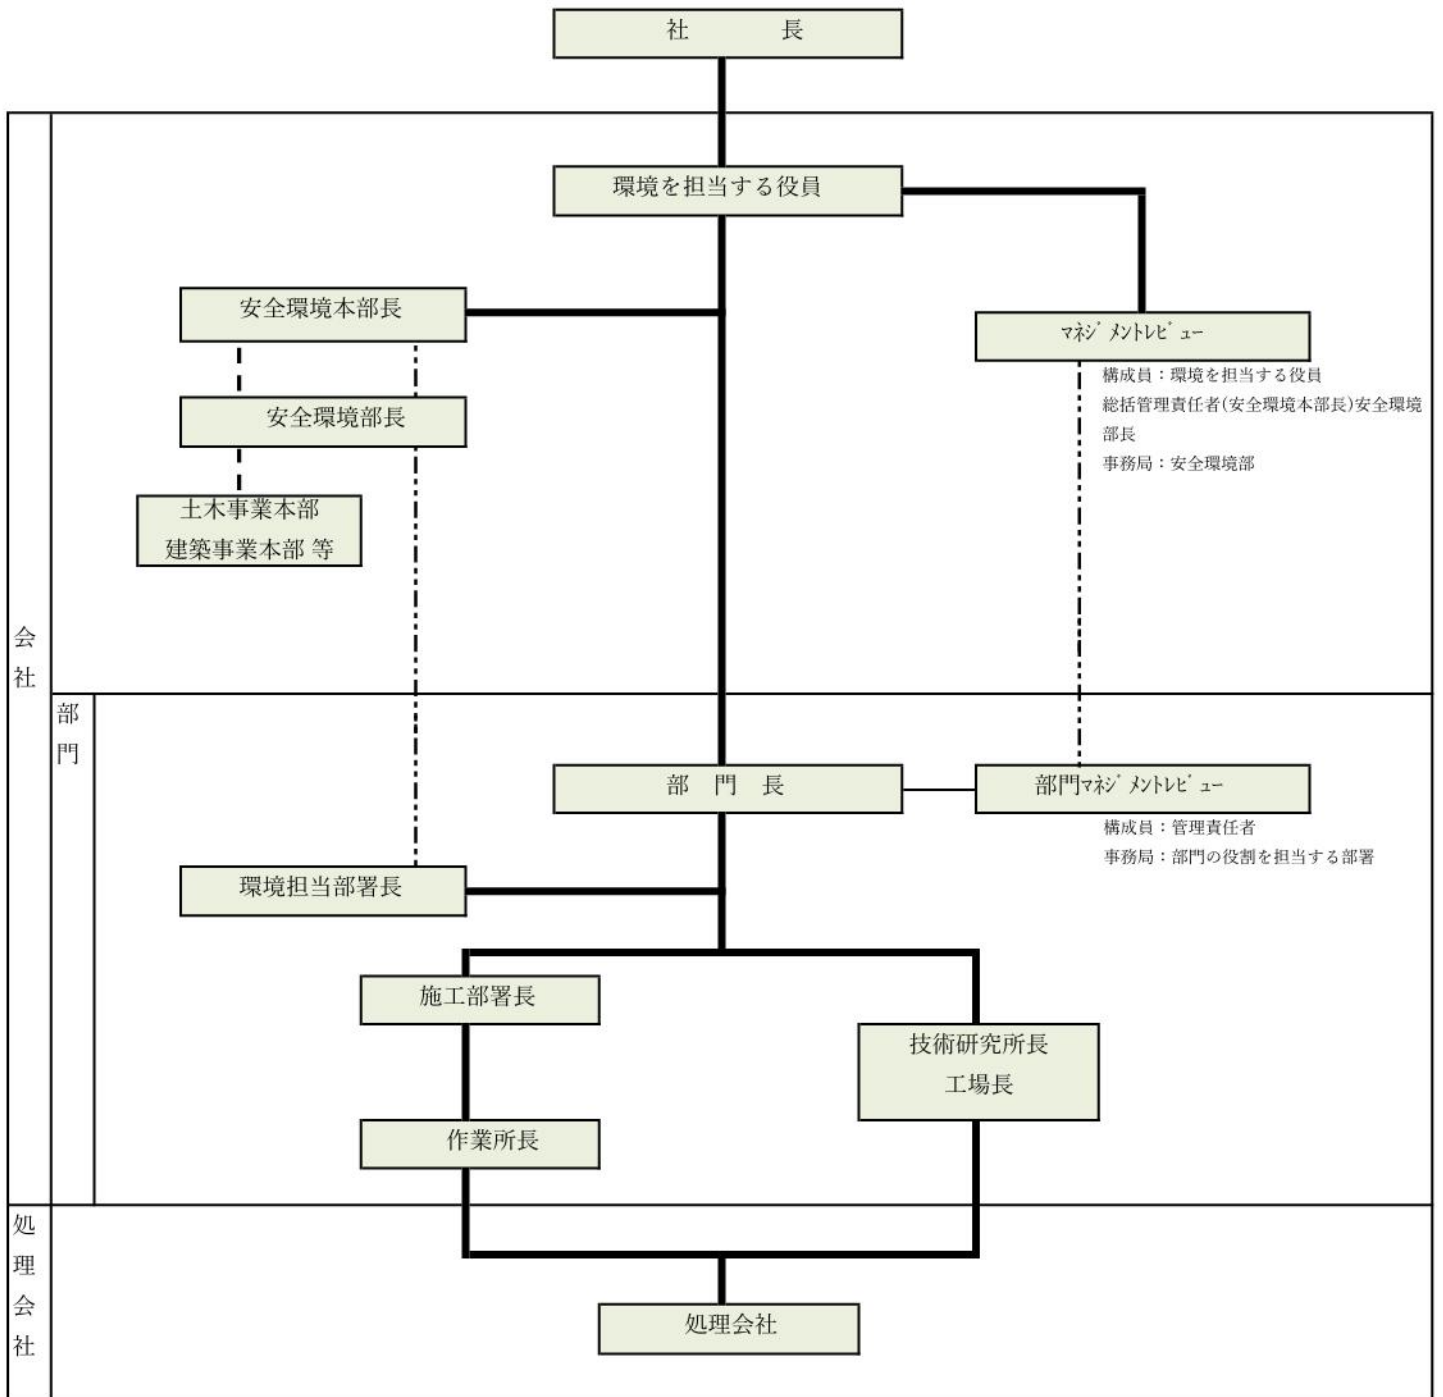 社　　　長
環境を担当する役員
安全環境本部長
ﾏﾈｼﾞﾒﾝﾄﾚﾋﾞｭｰ
構成員：環境を担当する役員
総括管理責任者(安全環境本部長)安全環境
部長
事務局：安全環境部
安全環境部長
土木事業本部
建築事業本部 等
会
社
部
門
部　門　長
部門ﾏﾈｼﾞﾒﾝﾄﾚﾋﾞｭｰ
構成員：管理責任者
事務局：部門の役割を担当する部署
環境担当部署長
施工部署長
技術研究所長
工場長
作業所長
処
理
会
社
処理会社